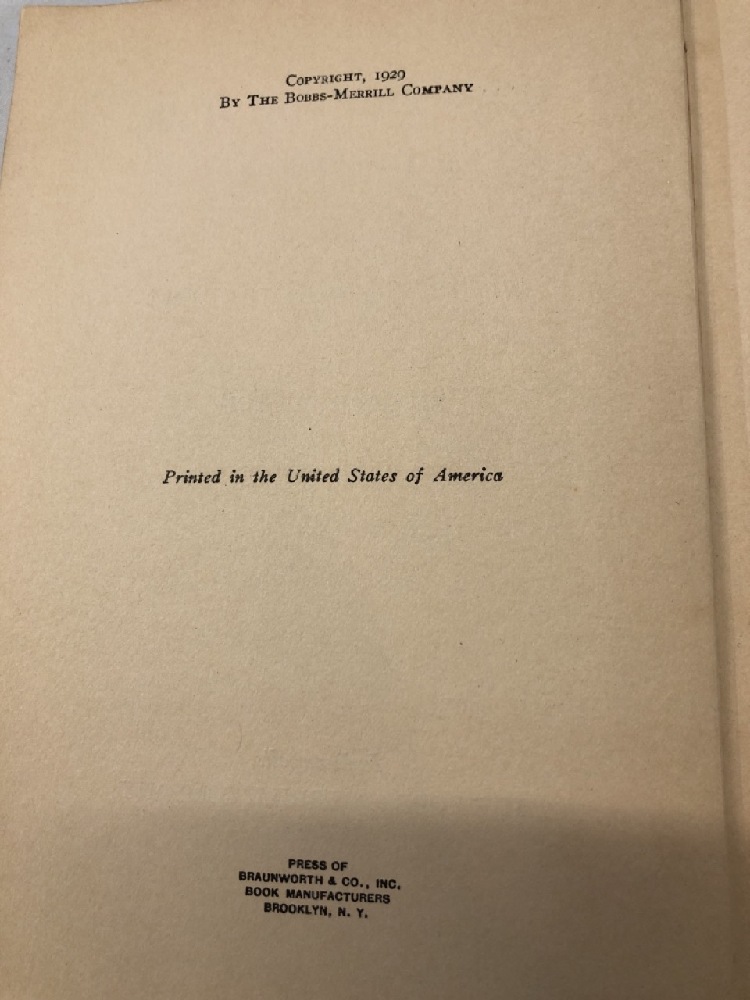 COPYRIGHT, 1929
BY THE BOBBS-MERRILL COMPANY
Printed in the United States of America
PRESS OF
BRAUNWORTH & CO., INC.
BOOK MANUFACTURERS
BROOKLYN, N. Y.